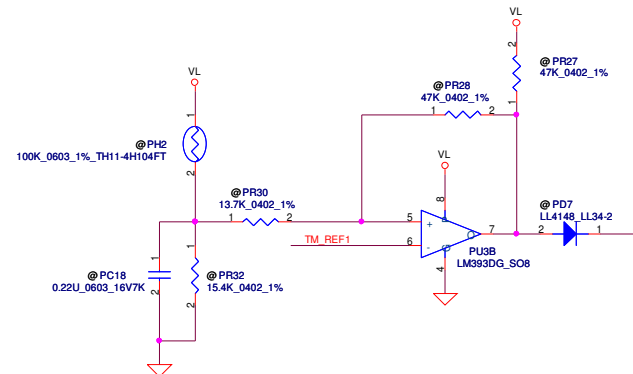 VL
2
@PR27
47K_0402_1%
1
VL
@PR28
47K_0402_1%
1
2
1
@PH2
100K_0603_1%_TH11-4H104FT
2
VL
@PR30
13.7K_0402_1%
1
2
8
5
+
7
@PD7
LL4148_LL34-2
2
1
TM_REF1
6
-
P
O
G
PU3B
LM393DG_SO8
4
1
@PC18
0.22U_0603_16V7K
2
1
@PR32
15.4K_0402_1%
2